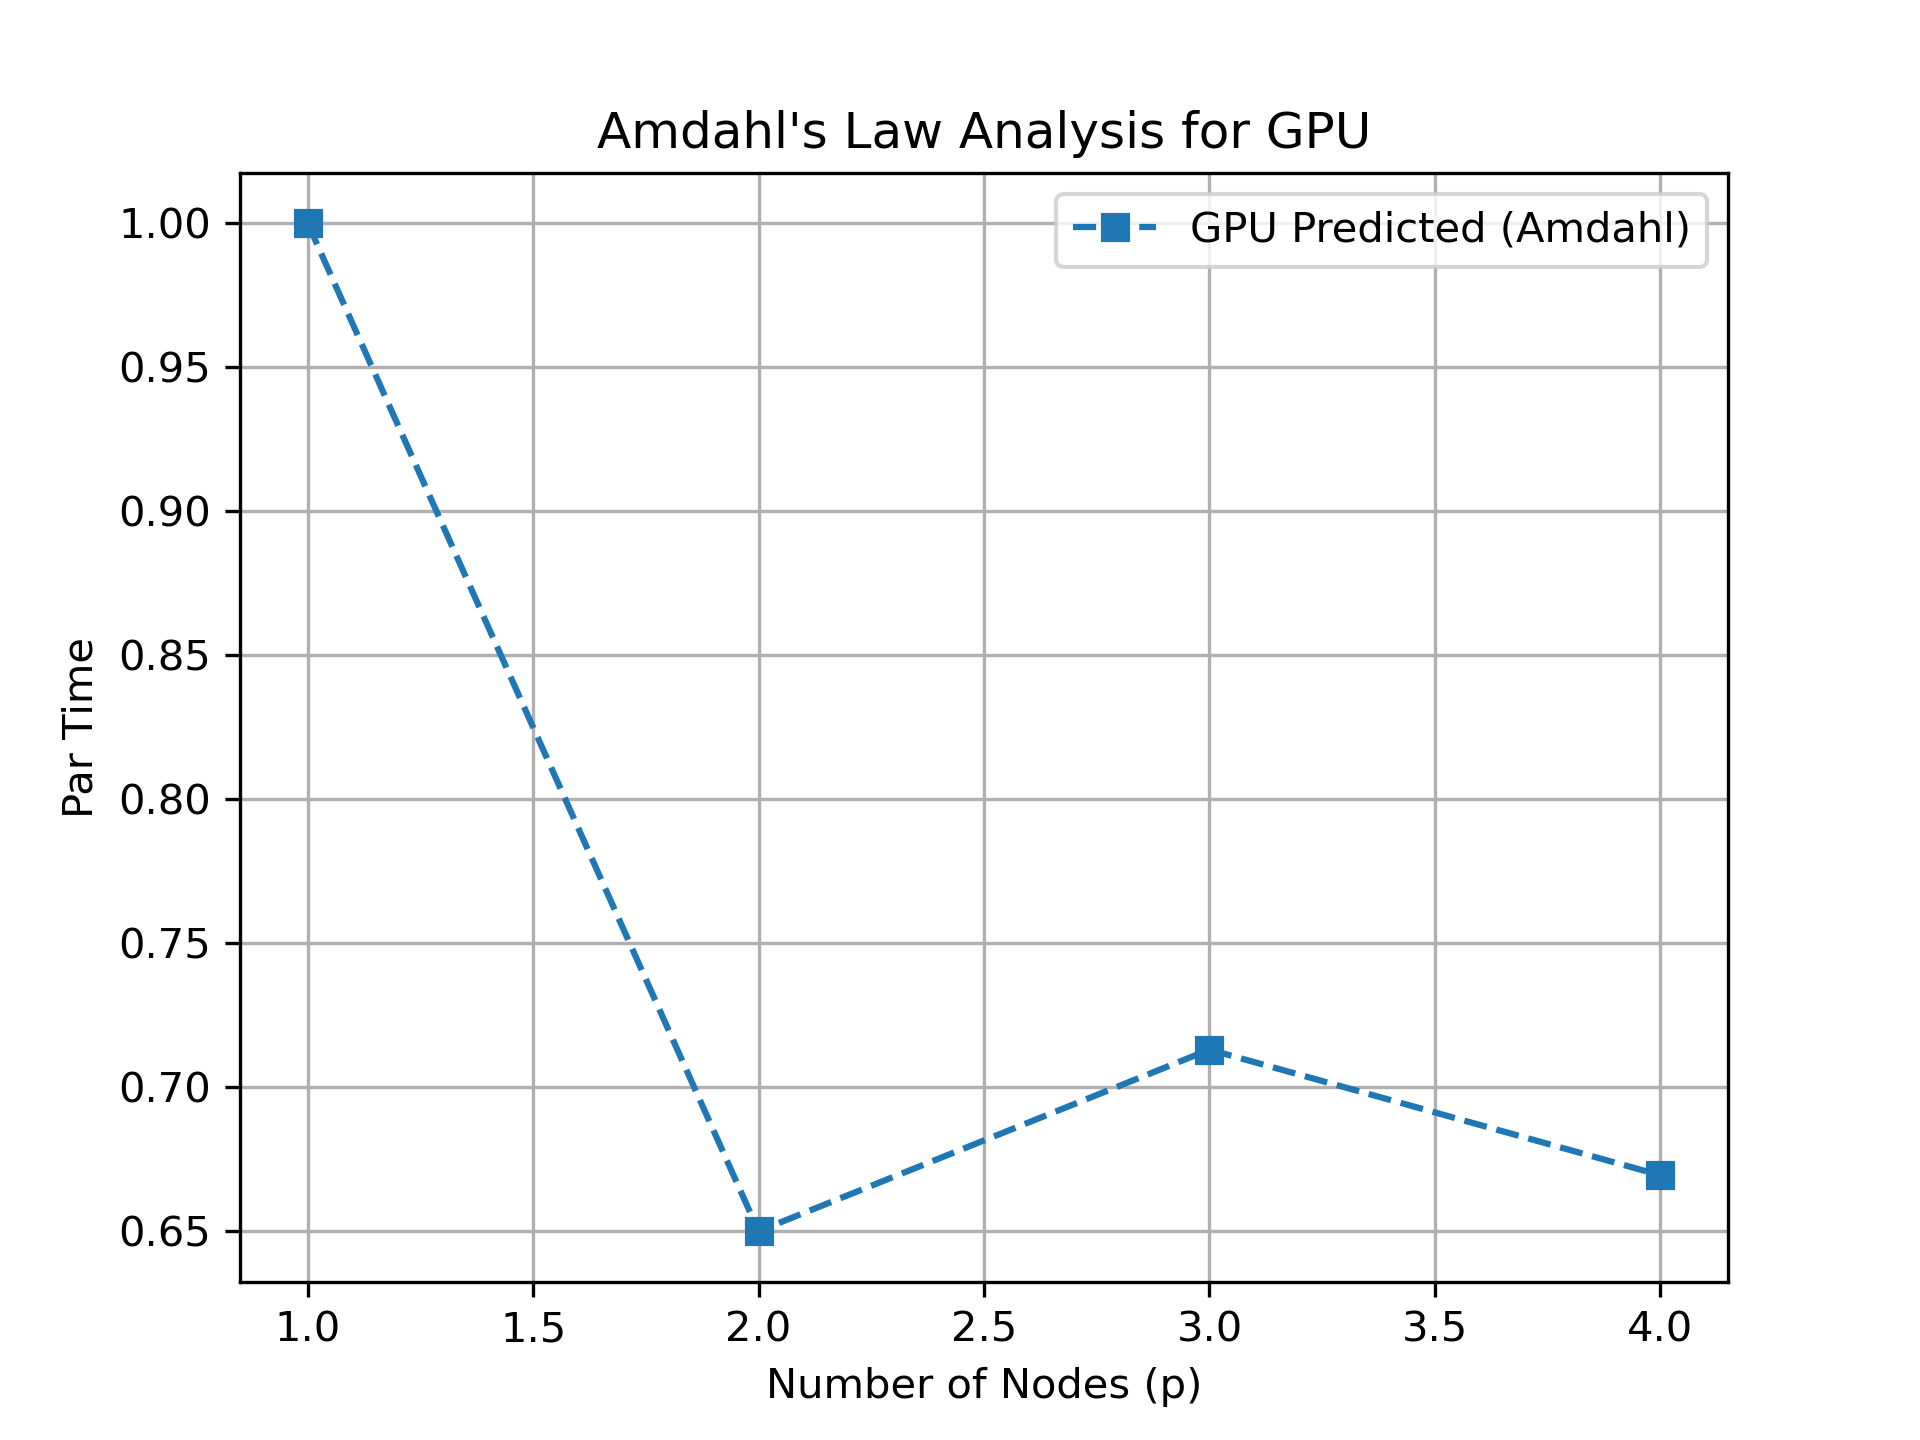 Amdahl's Law Analysis for GPU
GPU Predicted (Amdahl)
1.00
0.95
0.90
0.85
0.80
0.75
0.70
0.65
Par Time
1.0 1.5 2.0 2.5 3.0 3.5 4.0
Number of Nodes (p)